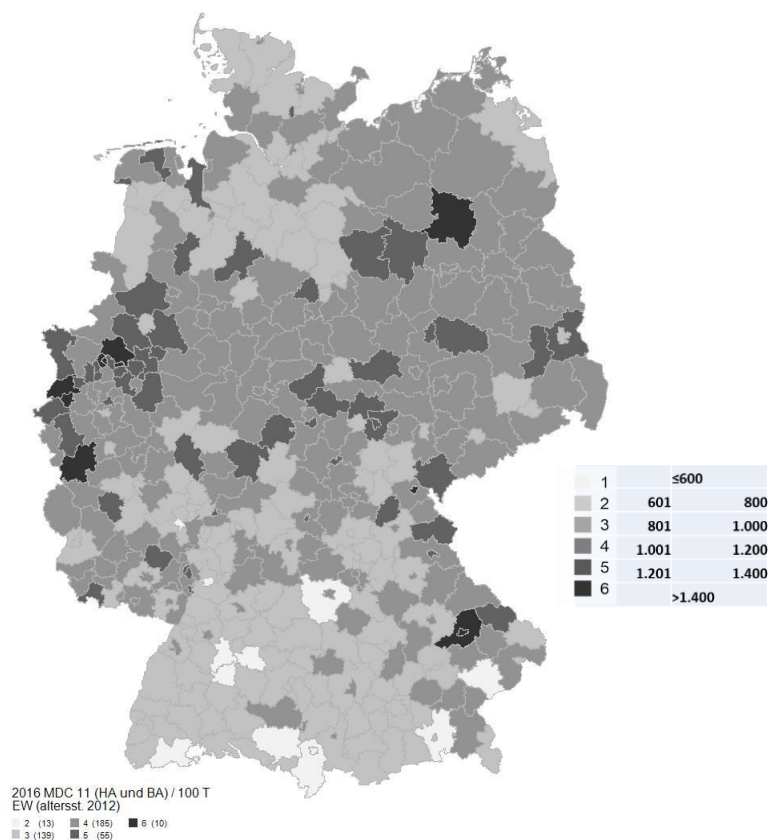 ≤600
1
2 601 800
3 801 1.000
4 1.001 1.200
5 1.201 1.400
6 >1.400
2016 MDC 11 (HA und BA) / 100 T
EW (altersst. 2012)
2 (13) 4 (185) 6 (10)
3 (139) 5 (55)